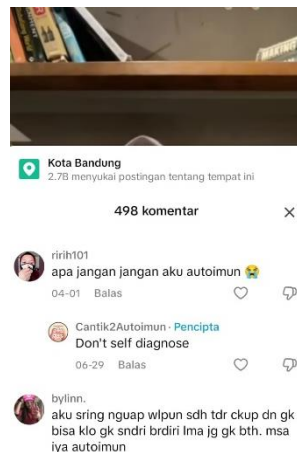 MAKING
Kota Bandung
2.7B menyukai postingan tentang tempat ini
498 komentar
ririh101
apa jangan jangan aku autoimun 😭
04-01 Balas
Cantik2Autoimun · Pencipta
Don't self diagnose
06-29 Balas
bylinn.
aku sring nguap wlpun sdh tdr ckup dn gk
bisa klo gk sndri brdiri lma jg gk bth. msa
iya autoimun